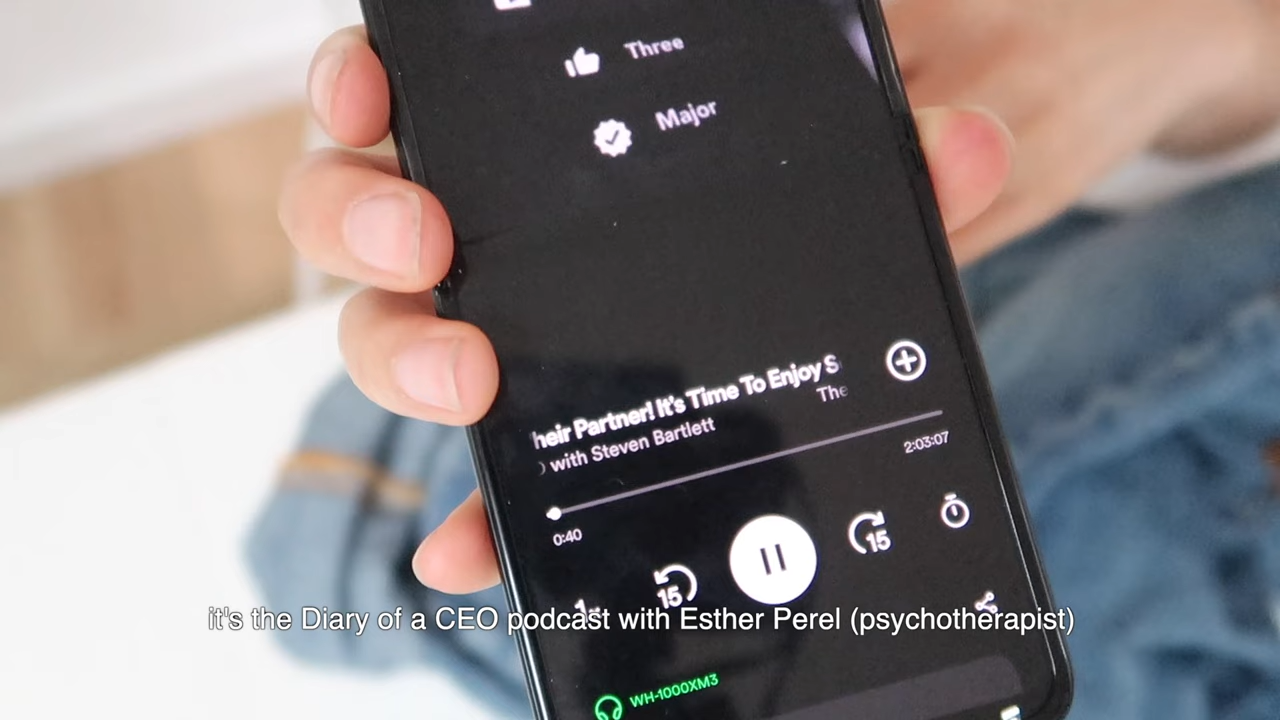 Three
Major
heir Partner! It's Time To Enjoy S
The
) with Steven Bartlett
2:03:07
0:40
15
15
it's the Diary of a CEO podcast with Esther Perel (psychotherapist)
WH-1000XM3